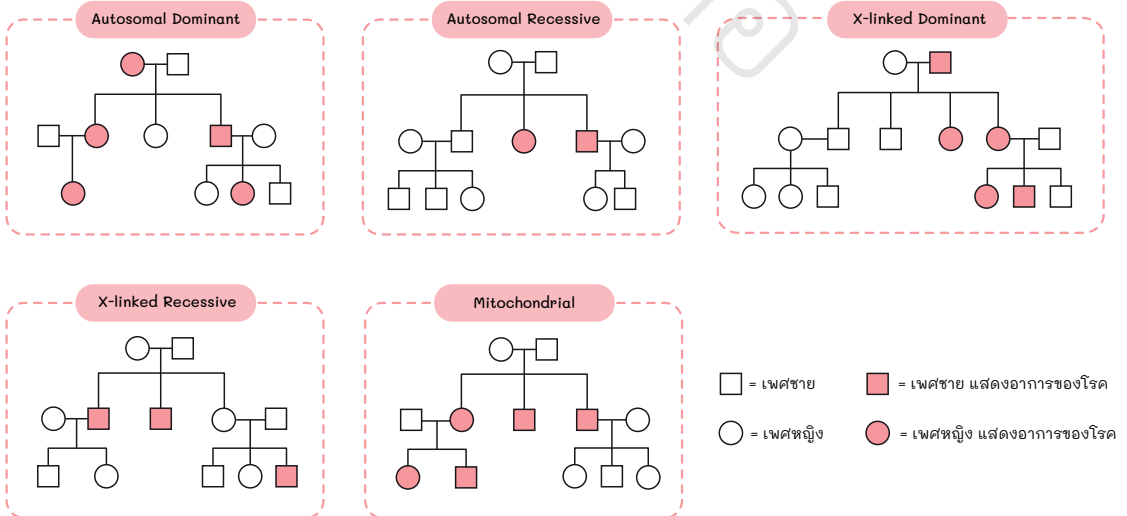 Autosomal Dominant
Autosomal Recessive
X-linked Dominant
X-linked Recessive
Mitochondrial
= เพศชาย
= เพศชาย แสดงอาการของโรค
= เพศหญิง
= เพศหญิง แสดงอาการของโรค